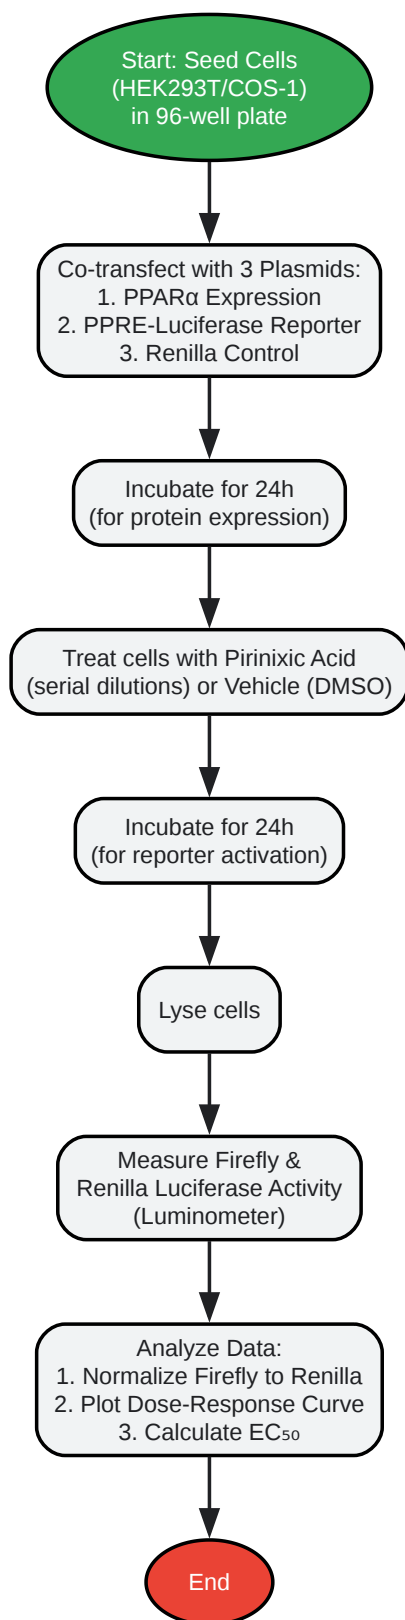 Start: Seed Cells
(HEK293T/COS-1)
in 96-well plate
Co-transfect with 3 Plasmids:
1. PPARα Expression
2. PPRE-Luciferase Reporter
3. Renilla Control
Incubate for 24h
(for protein expression)
Treat cells with Pirinixic Acid
(serial dilutions) or Vehicle (DMSO)
Incubate for 24h
(for reporter activation)
Lyse cells
Measure Firefly &
Renilla Luciferase Activity
(Luminometer)
Analyze Data:
1. Normalize Firefly to Renilla
2. Plot Dose-Response Curve
3. Calculate EC₅₀
End